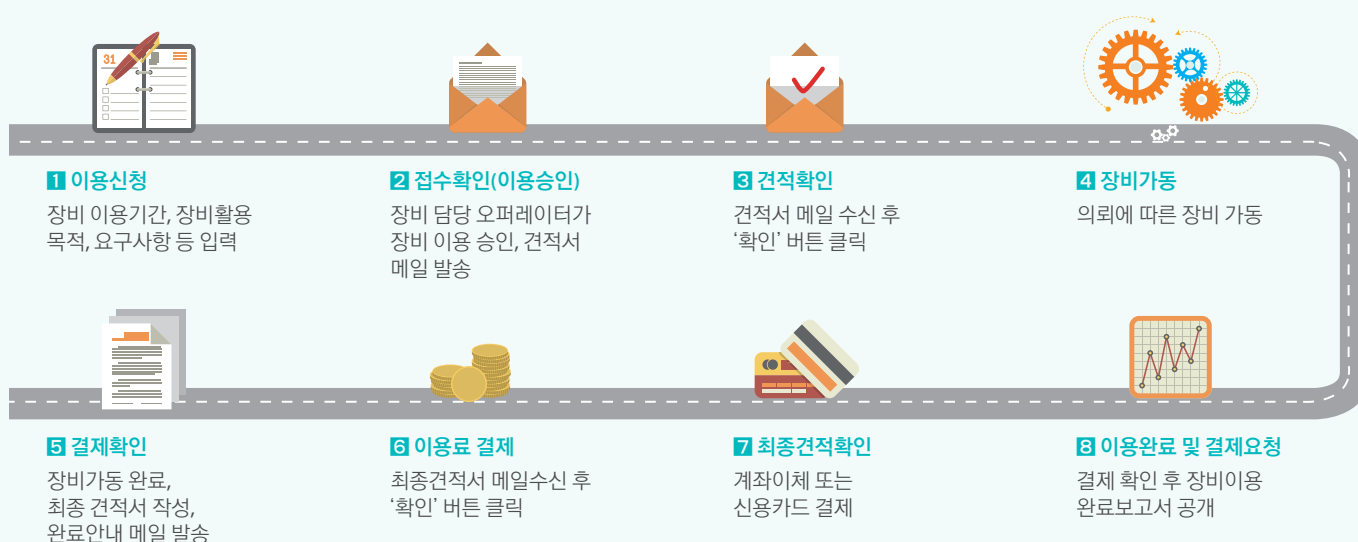 31
1 이용신청
장비 이용기간, 장비활용
목적, 요구사항 등 입력
2 접수확인(이용승인)
장비 담당 오퍼레이터가
장비 이용 승인, 견적서
메일 발송
3 견적확인
견적서 메일 수신 후
‘확인’ 버튼 클릭
4 장비가동
의뢰에 따른 장비 가동
5 결제확인
장비가동 완료,
최종 견적서 작성,
완료안내 메일 발송
6 이용료 결제
최종견적서 메일수신 후
‘확인’ 버튼 클릭
7 최종견적확인
계좌이체 또는
신용카드 결제
8 이용완료 및 결제요청
결제 확인 후 장비이용
완료보고서 공개